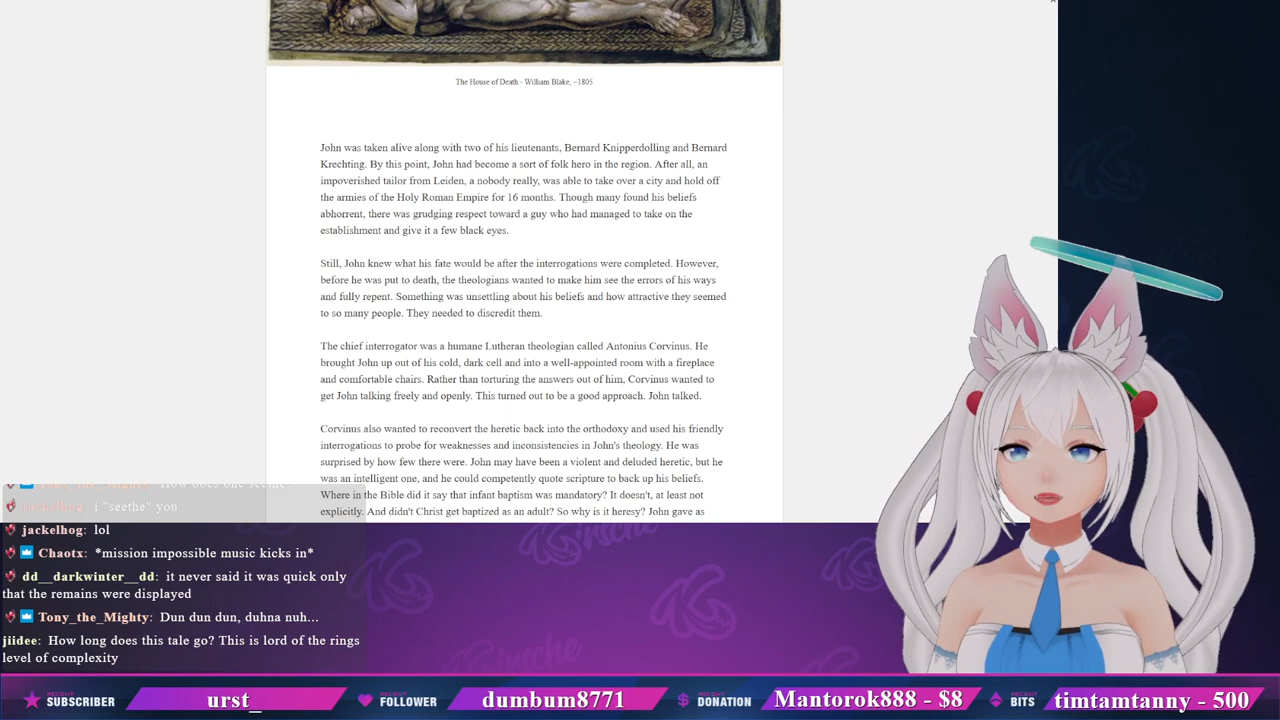 The House of Death - William Blake, ~1805
John was taken alive along with two of his lieutenants, Bernard Knipperdolling and Bernard
Krechting. By this point, John had become a sort of folk hero in the region. After all, an
impoverished tailor from Leiden, a nobody really, was able to take over a city and hold off
the armies of the Holy Roman Empire for 16 months. Though many found his beliefs
abhorrent, there was grudging respect toward a guy who had managed to take on the
establishment and give it a few black eyes.
Still, John knew what his fate would be after the interrogations were completed. However,
before he was put to death, the theologians wanted to make him see the errors of his ways
and fully repent. Something was unsettling about his beliefs and how attractive they seemed
to so many people. They needed to discredit them.
The chief interrogator was a humane Lutheran theologian called Antonius Corvinus. He
brought John up out of his cold, dark cell and into a well-appointed room with a fireplace
and comfortable chairs. Rather than torturing the answers out of him, Corvinus wanted to
get John talking freely and openly. This turned out to be a good approach. John talked.
Corvinus also wanted to reconvert the heretic back into the orthodoxy and used his friendly
interrogations to probe for weaknesses and inconsistencies in John's theology. He was
surprised by how few there were. John may have been a violent and deluded heretic, but he
was an intelligent one, and he could competently quote scripture to back up his beliefs.
Where in the Bible did it say that infant baptism was mandatory? It doesn't, at least not
explicitly. And didn't Christ get baptized as an adult? So why is it heresy? John gave as
jackelhog: i "seethe" you
jackelhog: lol
Chaotx: *mission impossible music kicks in*
dd__darkwinter__dd: it never said it was quick only
that the remains were displayed
Tony_the_Mighty: Dun dun dun, duhna nuh...
jiidee: How long does this tale go? This is lord of the rings
level of complexity
RECENT SUBSCRIBER urst_
RECENT FOLLOWER dumbum8771
RECENT DONATION Mantorok888 - $8
RECENT BITS timtamtanny - 500